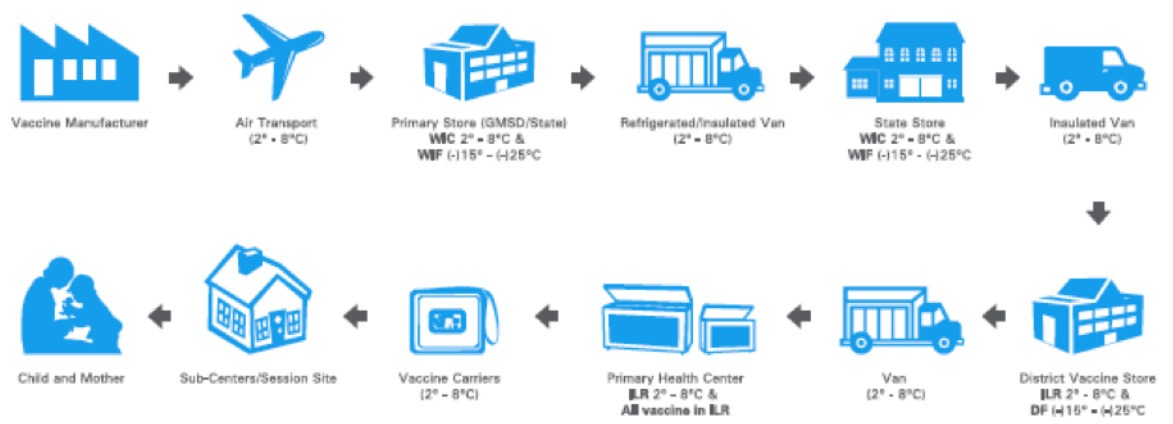 Vaccine Manufacturer
Air Transport
(2° - 8°C)
Primary Store (GMSD/State)
WIC 2° - 8°C &
WIF (-)15° - (-)25°C
Refrigerated/Insulated Van
(2° - 8°C)
State Store
WIC 2° - 8°C &
WIF (-)15° - (-)25°C
Insulated Van
(2° - 8°C)
Child and Mother
Sub-Centers/Session Site
Vaccine Carriers
(2° - 8°C)
Primary Health Center
ILR 2° - 8°C &
All vaccine in ILR
Van
(2° - 8°C)
District Vaccine Store
ILR 2° - 8°C &
DF (-)15° - (-)25°C